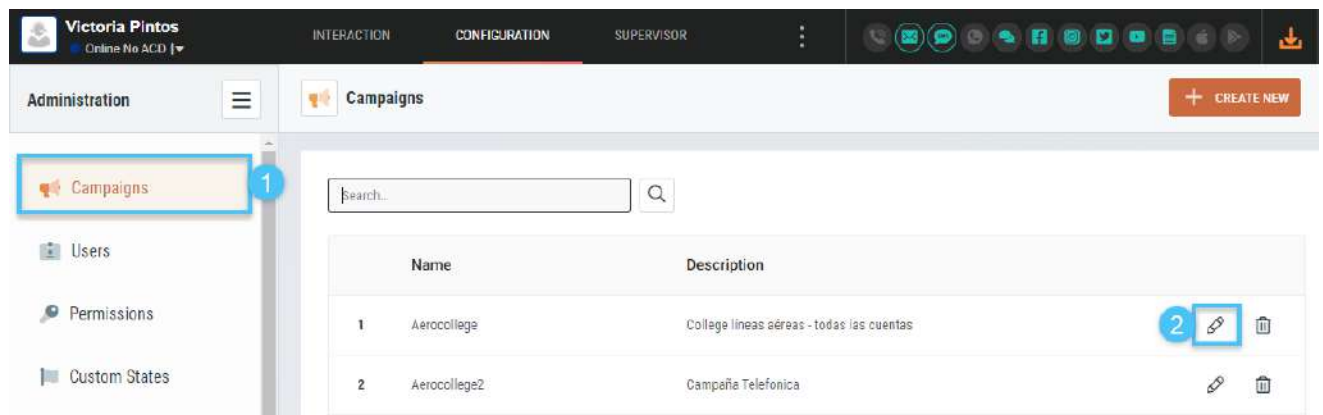 Victoria Pintos
Online No ACD
INTERACTION CONFIGURATION SUPERVISOR
Administration
Campaigns
+ CREATE NEW
Campaigns 1
Users
Permissions
Custom States
Search...
Name Description
1 Aerocollege College líneas aéreas - todas las cuentas 2
2 Aerocollege2 Campaña Telefonica